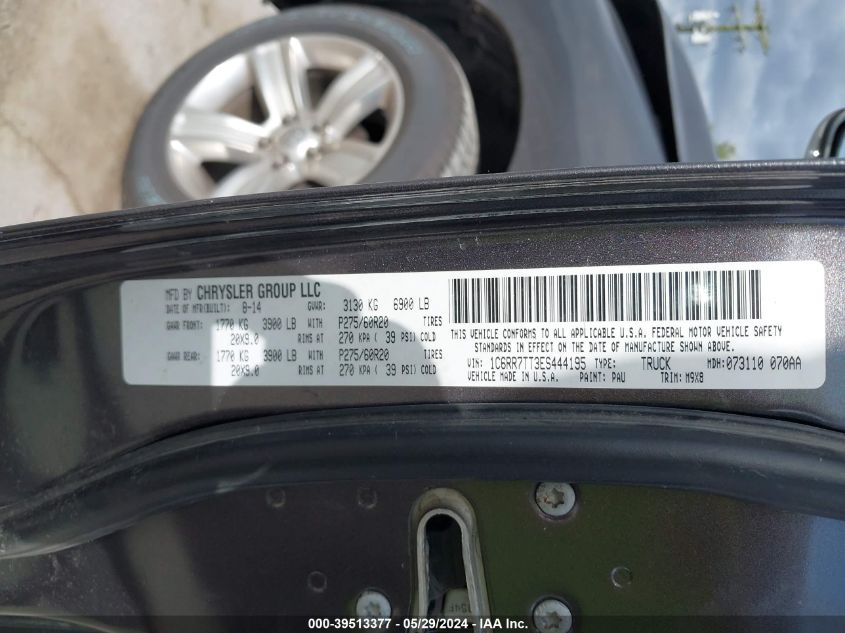 MFD BY CHRYSLER GROUP LLC
DATE OF MFR(BUILT): 8-14 GVWR: 3130 KG 6900 LB
GAWR FRONT: 1770 KG 3900 LB WITH P275/60R20 TIRES
20X9.0 RIMS AT 270 KPA ( 39 PSI) COLD
GAWR REAR: 1770 KG 3900 LB WITH P275/60R20 TIRES
20X9.0 RIMS AT 270 KPA ( 39 PSI) COLD
THIS VEHICLE CONFORMS TO ALL APPLICABLE U.S.A. FEDERAL MOTOR VEHICLE SAFETY
STANDARDS IN EFFECT ON THE DATE OF MANUFACTURE SHOWN ABOVE.
VIN: 1C6RR7TT3ES444195 TYPE: TRUCK MDH: 073110 070AA
VEHICLE MADE IN U.S.A. PAINT: PAU TRIM: M9X8
000-39513377 - 05/29/2024 - IAA Inc.